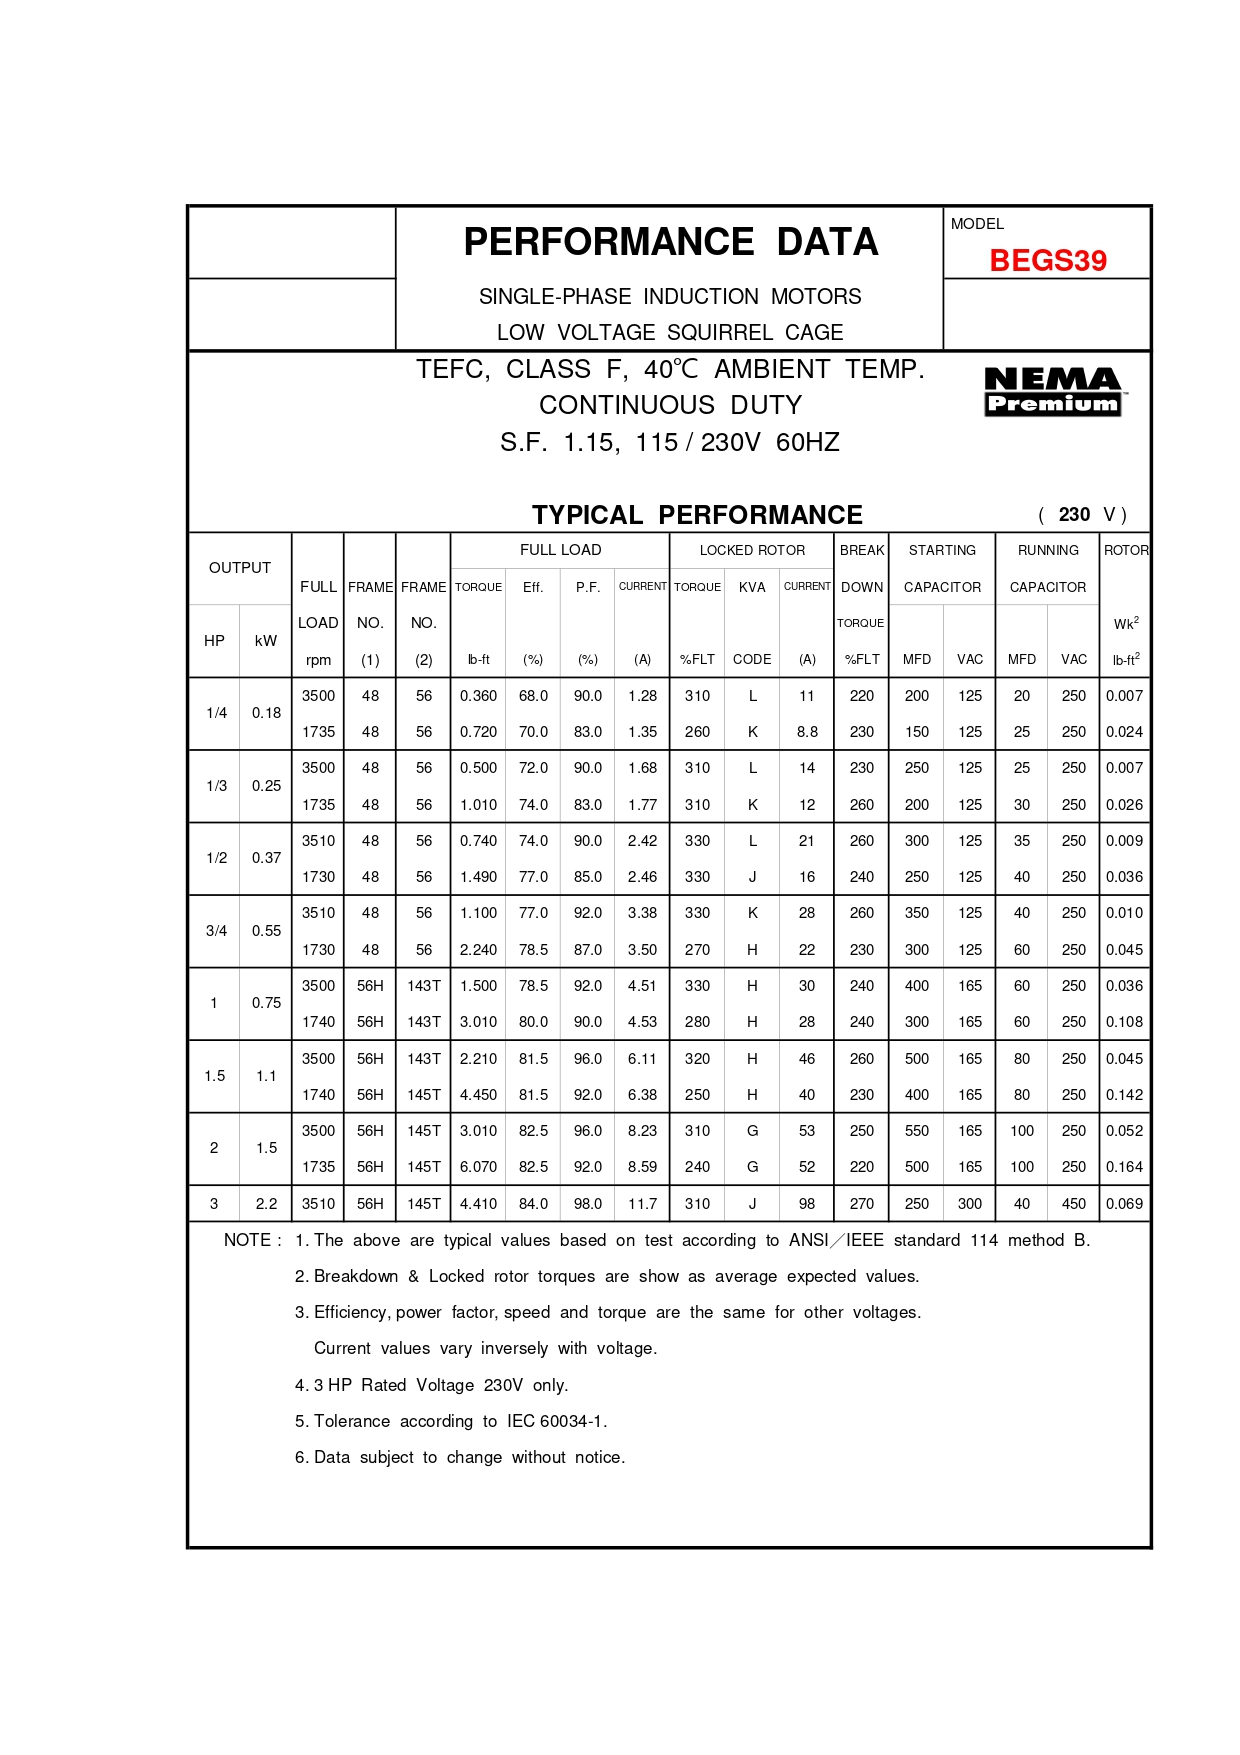 PERFORMANCE DATA
MODEL
BEGS39
SINGLE-PHASE INDUCTION MOTORS
LOW VOLTAGE SQUIRREL CAGE
TEFC, CLASS F, 40℃ AMBIENT TEMP.
CONTINUOUS DUTY
S.F. 1.15, 115 / 230V 60HZ
NEMA
Premium™
TYPICAL PERFORMANCE ( 230 V )
OUTPUT FULL LOAD LOCKED ROTOR BREAK STARTING RUNNING ROTOR
FULL FRAME FRAME TORQUE Eff. P.F. CURRENT TORQUE KVA CURRENT DOWN CAPACITOR CAPACITOR
HP kW LOAD NO. NO. TORQUE Wk²
rpm (1) (2) lb-ft (%) (%) (A) %FLT CODE (A) %FLT MFD VAC MFD VAC lb-ft²
1/4 0.18 3500 48 56 0.360 68.0 90.0 1.28 310 L 11 220 200 125 20 250 0.007
1735 48 56 0.720 70.0 83.0 1.35 260 K 8.8 230 150 125 25 250 0.024
1/3 0.25 3500 48 56 0.500 72.0 90.0 1.68 310 L 14 230 250 125 25 250 0.007
1735 48 56 1.010 74.0 83.0 1.77 310 K 12 260 200 125 30 250 0.026
1/2 0.37 3510 48 56 0.740 74.0 90.0 2.42 330 L 21 260 300 125 35 250 0.009
1730 48 56 1.490 77.0 85.0 2.46 330 J 16 240 250 125 40 250 0.036
3/4 0.55 3510 48 56 1.100 77.0 92.0 3.38 330 K 28 260 350 125 40 250 0.010
1730 48 56 2.240 78.5 87.0 3.50 270 H 22 230 300 125 60 250 0.045
1 0.75 3500 56H 143T 1.500 78.5 92.0 4.51 330 H 30 240 400 165 60 250 0.036
1740 56H 143T 3.010 80.0 90.0 4.53 280 H 28 240 300 165 60 250 0.108
1.5 1.1 3500 56H 143T 2.210 81.5 96.0 6.11 320 H 46 260 500 165 80 250 0.045
1740 56H 145T 4.450 81.5 92.0 6.38 250 H 40 230 400 165 80 250 0.142
2 1.5 3500 56H 145T 3.010 82.5 96.0 8.23 310 G 53 250 550 165 100 250 0.052
1735 56H 145T 6.070 82.5 92.0 8.59 240 G 52 220 500 165 100 250 0.164
3 2.2 3510 56H 145T 4.410 84.0 98.0 11.7 310 J 98 270 250 300 40 450 0.069
NOTE : 1. The above are typical values based on test according to ANSI／IEEE standard 114 method B.
2. Breakdown & Locked rotor torques are show as average expected values.
3. Efficiency, power factor, speed and torque are the same for other voltages.
Current values vary inversely with voltage.
4. 3 HP Rated Voltage 230V only.
5. Tolerance according to IEC 60034-1.
6. Data subject to change without notice.